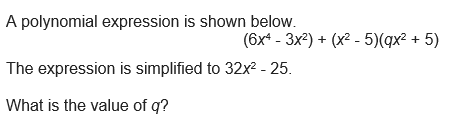 A polynomial expression is shown below.
(6x⁴ - 3x²) + (x² - 5)(qx² + 5)
The expression is simplified to 32x² - 25.
What is the value of q?